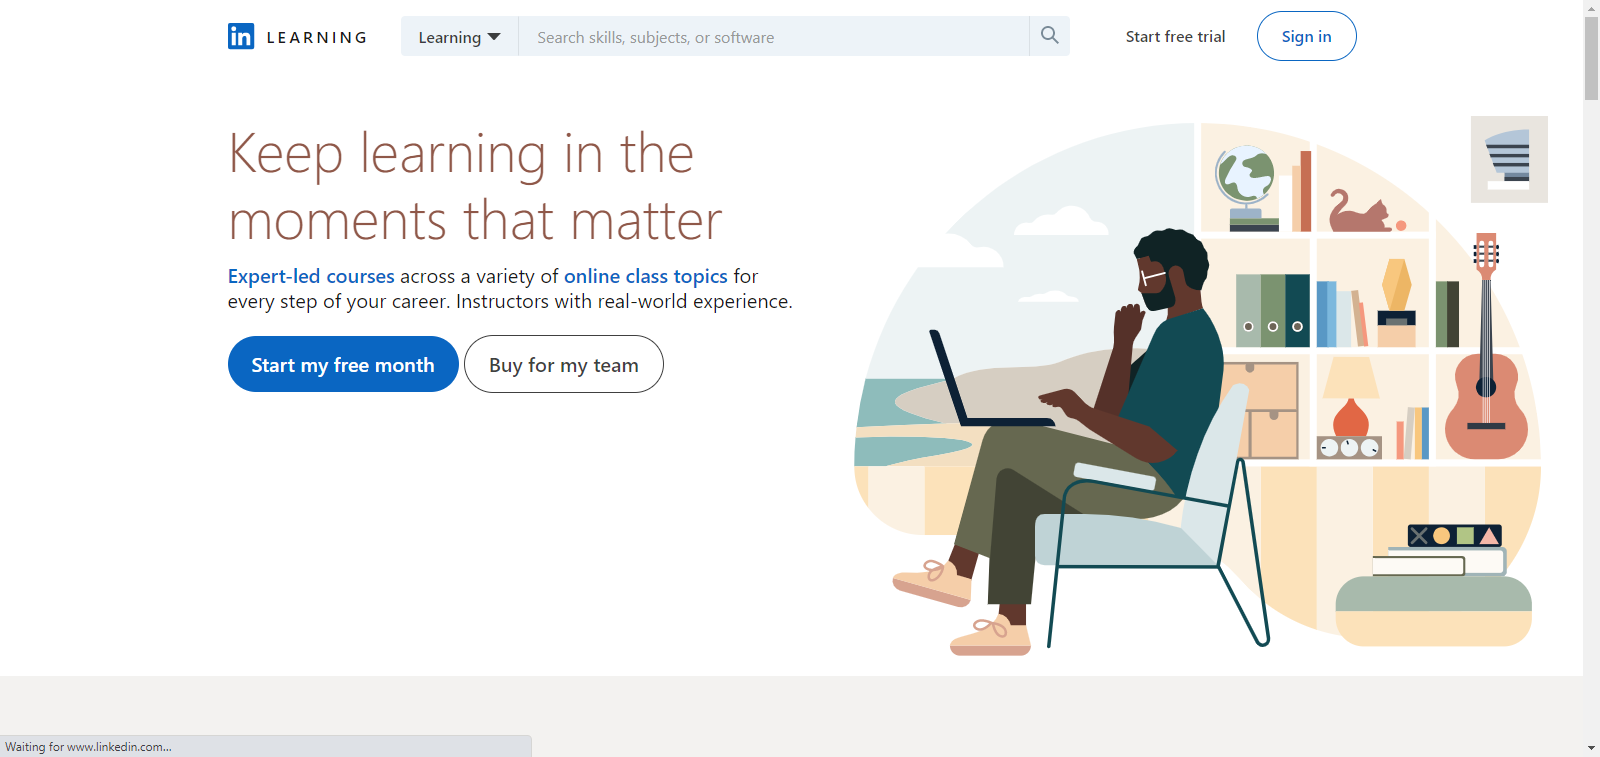 in LEARNING
Learning
Search skills, subjects, or software
Start free trial
Sign in
Keep learning in the
moments that matter
Expert-led courses across a variety of online class topics for
every step of your career. Instructors with real-world experience.
Start my free month
Buy for my team
Waiting for www.linkedin.com...